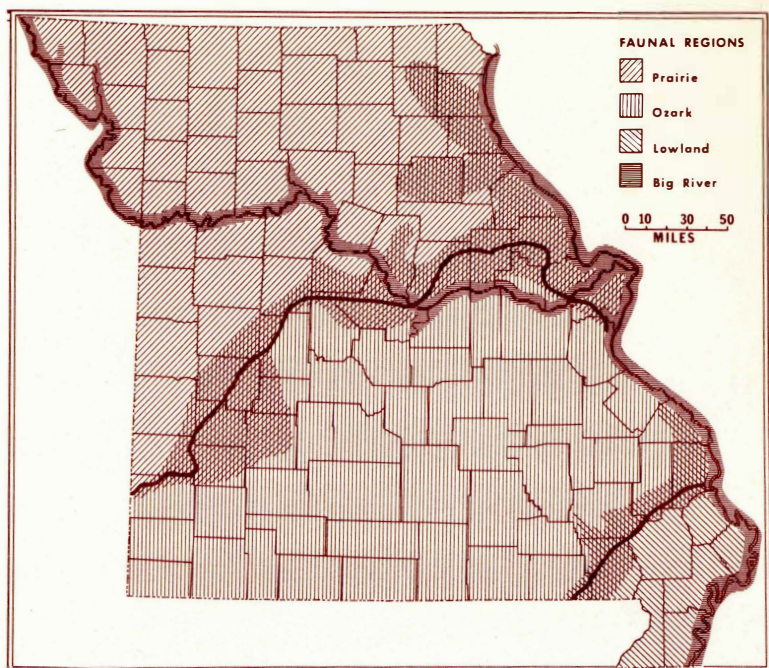 FAUNAL REGIONS
Prairie
Ozark
Lowland
Big River
0 10 30 50
MILES